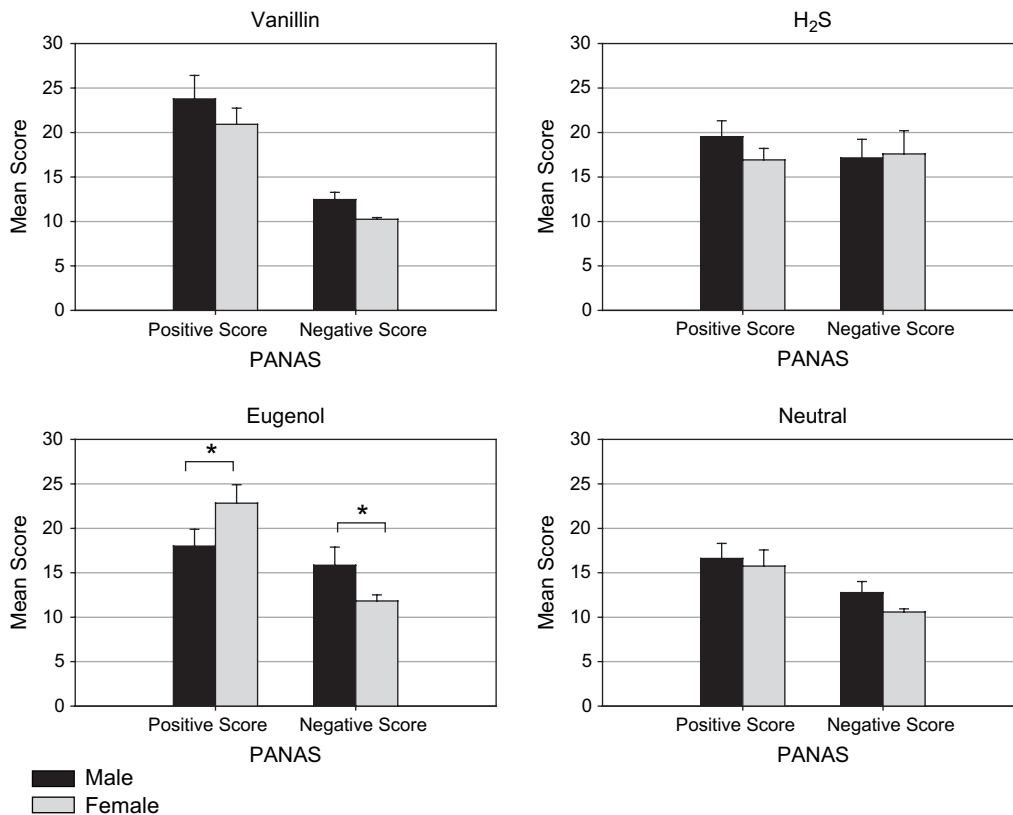 Vanillin
30
25
20
15
10
5
0
Mean Score
Positive Score Negative Score
PANAS
H₂S
30
25
20
15
10
5
0
Mean Score
Positive Score Negative Score
PANAS
Eugenol
30
25
20
15
10
5
0
Mean Score
*
*
Positive Score Negative Score
PANAS
Neutral
30
25
20
15
10
5
0
Mean Score
Positive Score Negative Score
PANAS
Male
Female